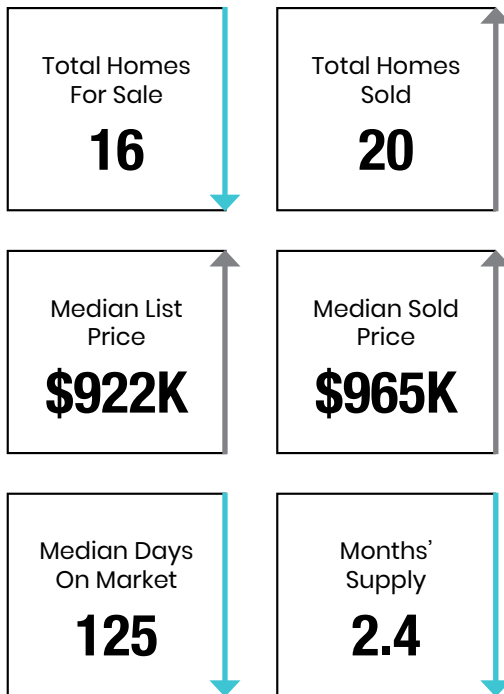 Total Homes
For Sale
16
Total Homes
Sold
20
Median List
Price
$922K
Median Sold
Price
$965K
Median Days
On Market
125
Months’
Supply
2.4